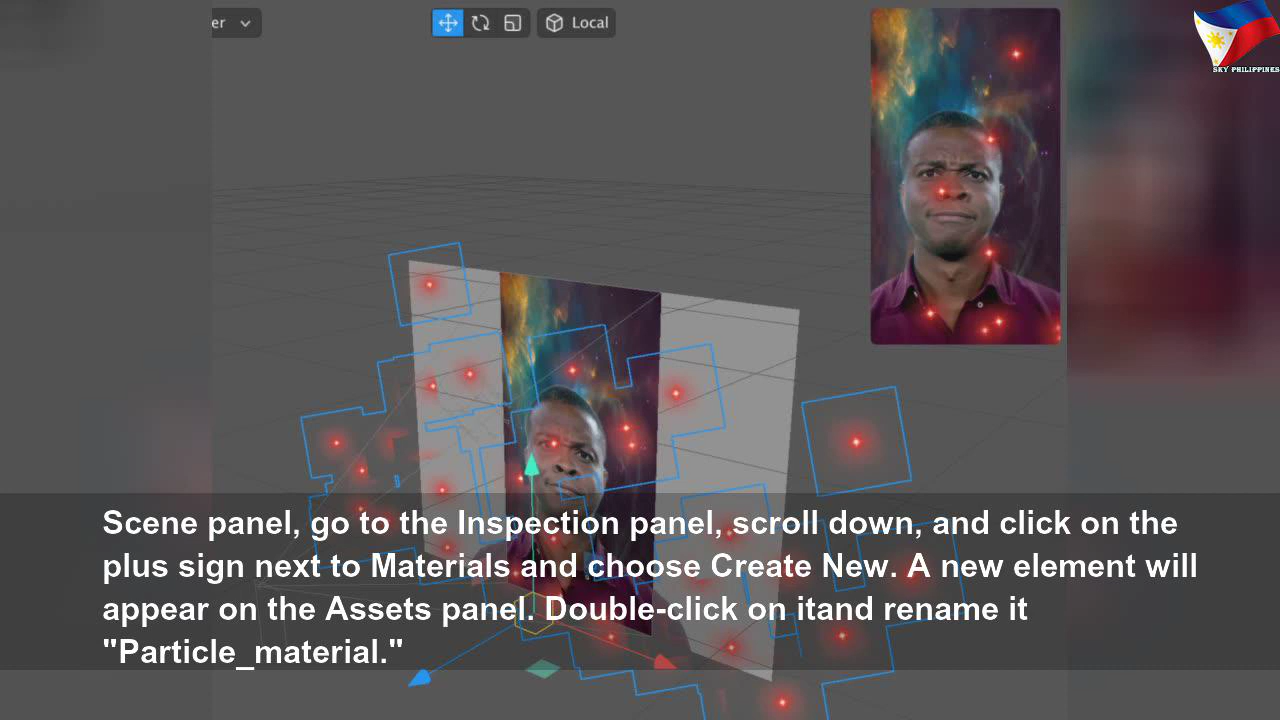 er
Local
SKY PHILIPPINES
Scene panel, go to the Inspection panel, scroll down, and click on the
plus sign next to Materials and choose Create New. A new element will
appear on the Assets panel. Double-click on itand rename it
"Particle_material."